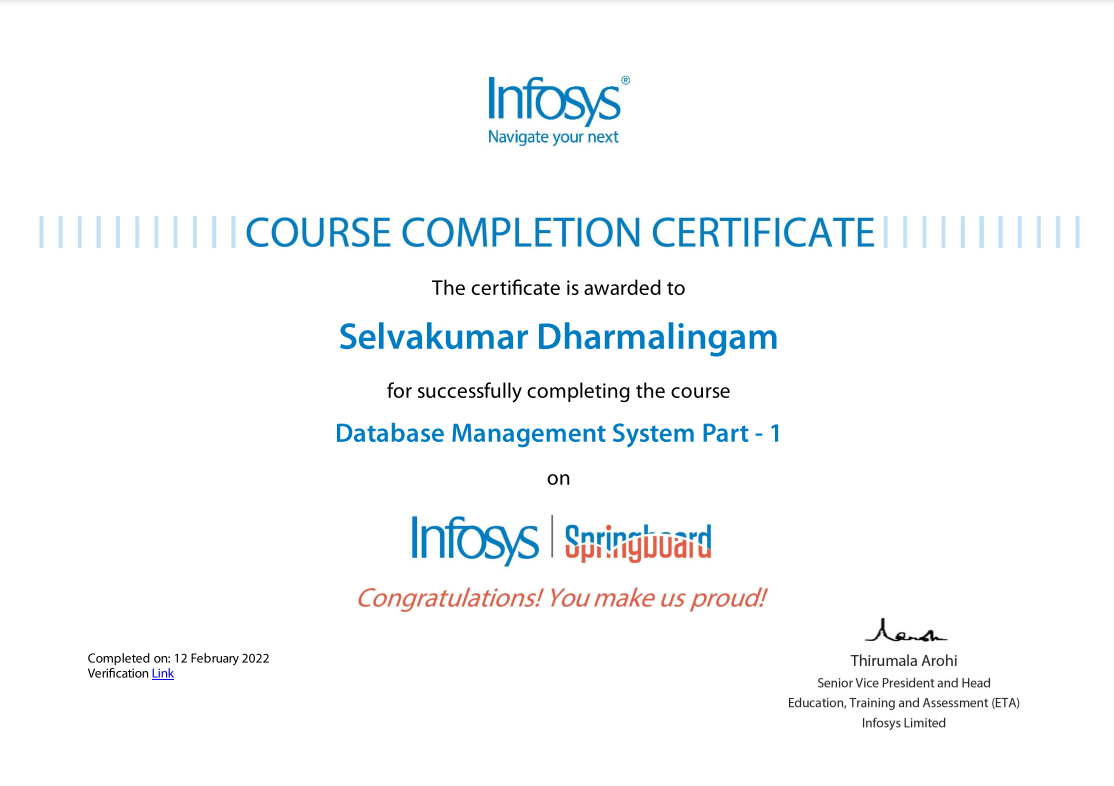 Infosys®
Navigate your next
COURSE COMPLETION CERTIFICATE
The certificate is awarded to
Selvakumar Dharmalingam
for successfully completing the course
Database Management System Part - 1
on
Infosys | Springboard
Congratulations! You make us proud!
Completed on: 12 February 2022
Verification Link
Thirumala Arohi
Senior Vice President and Head
Education, Training and Assessment (ETA)
Infosys Limited